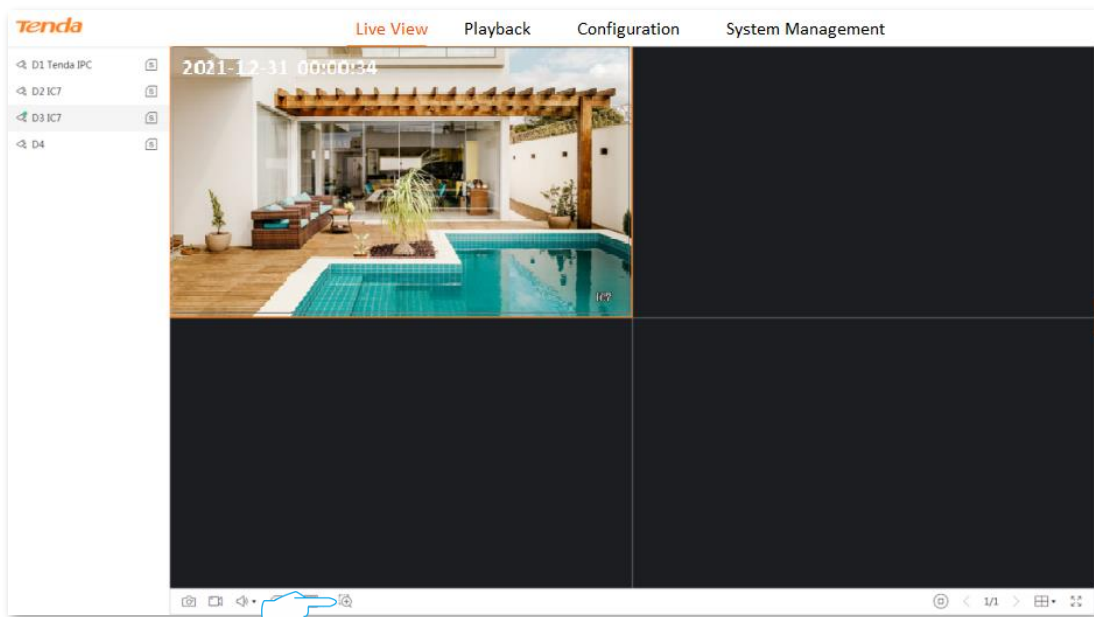 Tenda
Live View Playback Configuration System Management
D1 Tenda IPC S
D2 IC7 S
D3 IC7 S
D4 S
2021-12-31 00:00:34
IC7
1/1